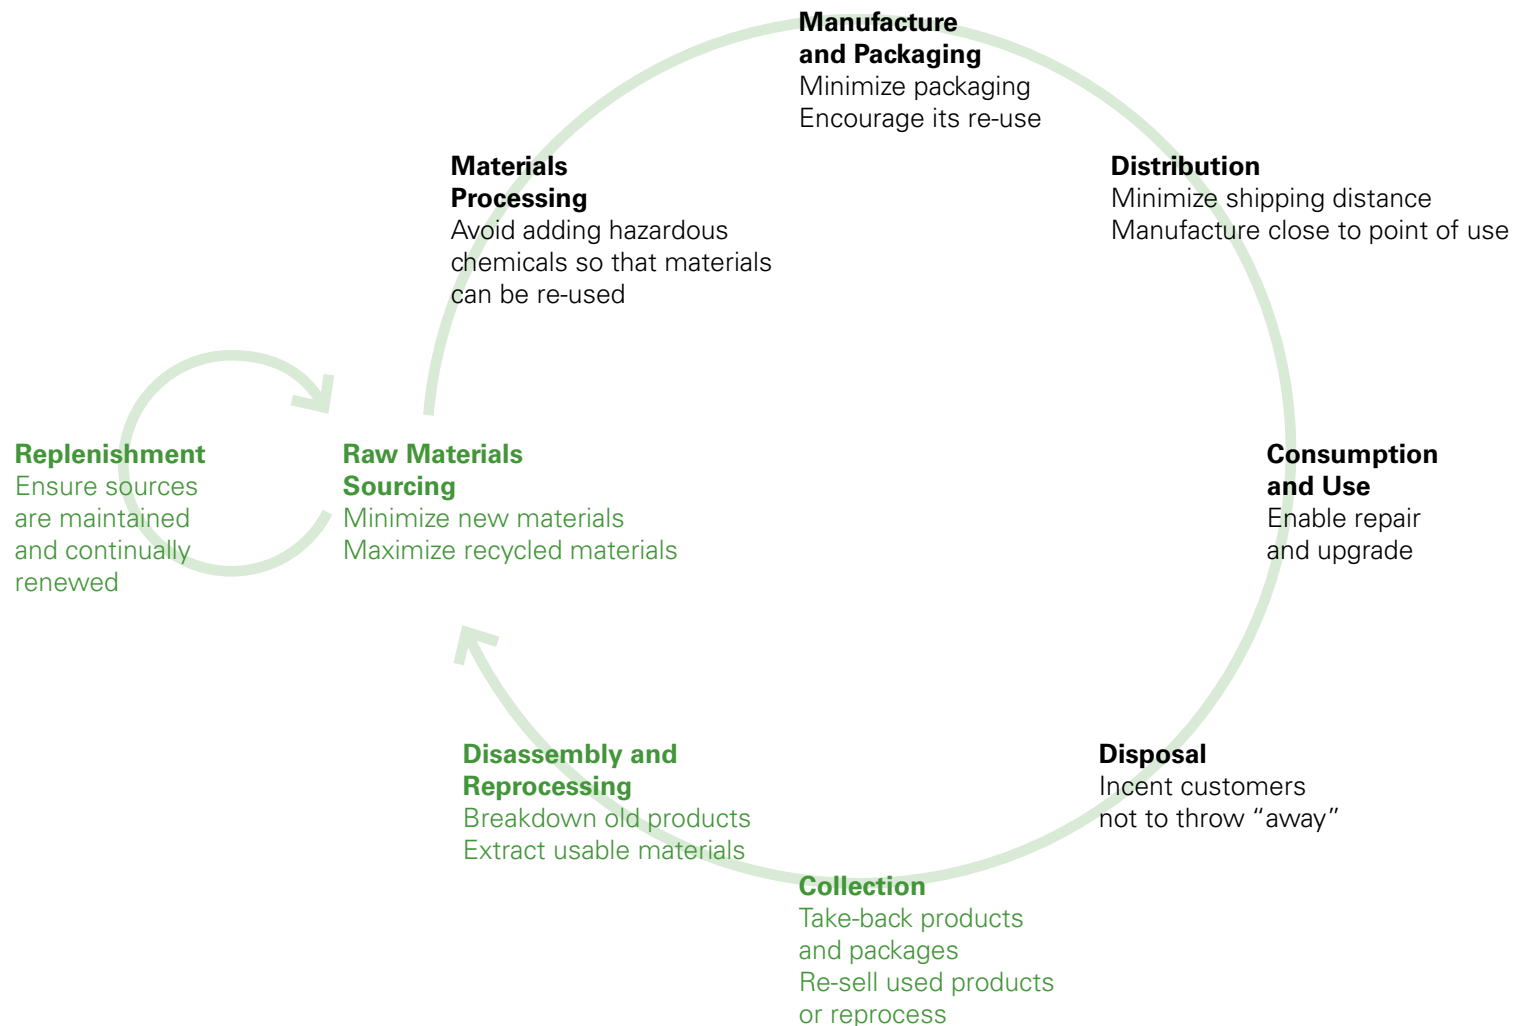 Manufacture
and Packaging
Minimize packaging
Encourage its re-use
Materials
Processing
Avoid adding hazardous
chemicals so that materials
can be re-used
Distribution
Minimize shipping distance
Manufacture close to point of use
Replenishment
Ensure sources
are maintained
and continually
renewed
Raw Materials
Sourcing
Minimize new materials
Maximize recycled materials
Consumption
and Use
Enable repair
and upgrade
Disassembly and
Reprocessing
Breakdown old products
Extract usable materials
Disposal
Incent customers
not to throw “away”
Collection
Take-back products
and packages
Re-sell used products
or reprocess